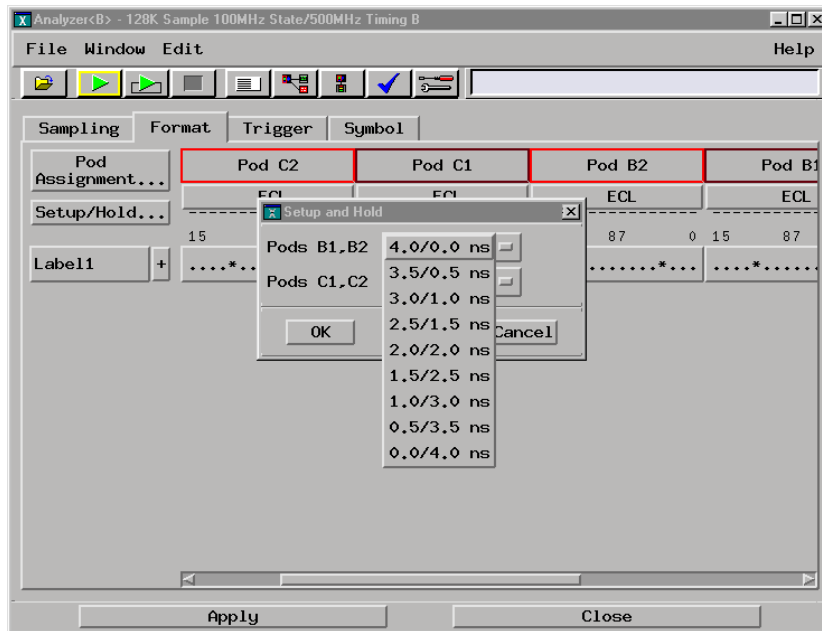 Analyzer<B> - 128K Sample 100MHz State/500MHz Timing B
File Window Edit Help
Sampling Format Trigger Symbol
Pod Assignment...
Pod C2 Pod C1 Pod B2 Pod B1
ECL ECL ECL ECL
Setup/Hold...
Setup and Hold
15 87 0 15 87
Label1 + ....*.. .......*... ....*......
Pods B1,B2 4.0/0.0 ns
3.5/0.5 ns
Pods C1,C2
3.0/1.0 ns
OK 2.5/1.5 ns Cancel
2.0/2.0 ns
1.5/2.5 ns
1.0/3.0 ns
0.5/3.5 ns
0.0/4.0 ns
Apply Close